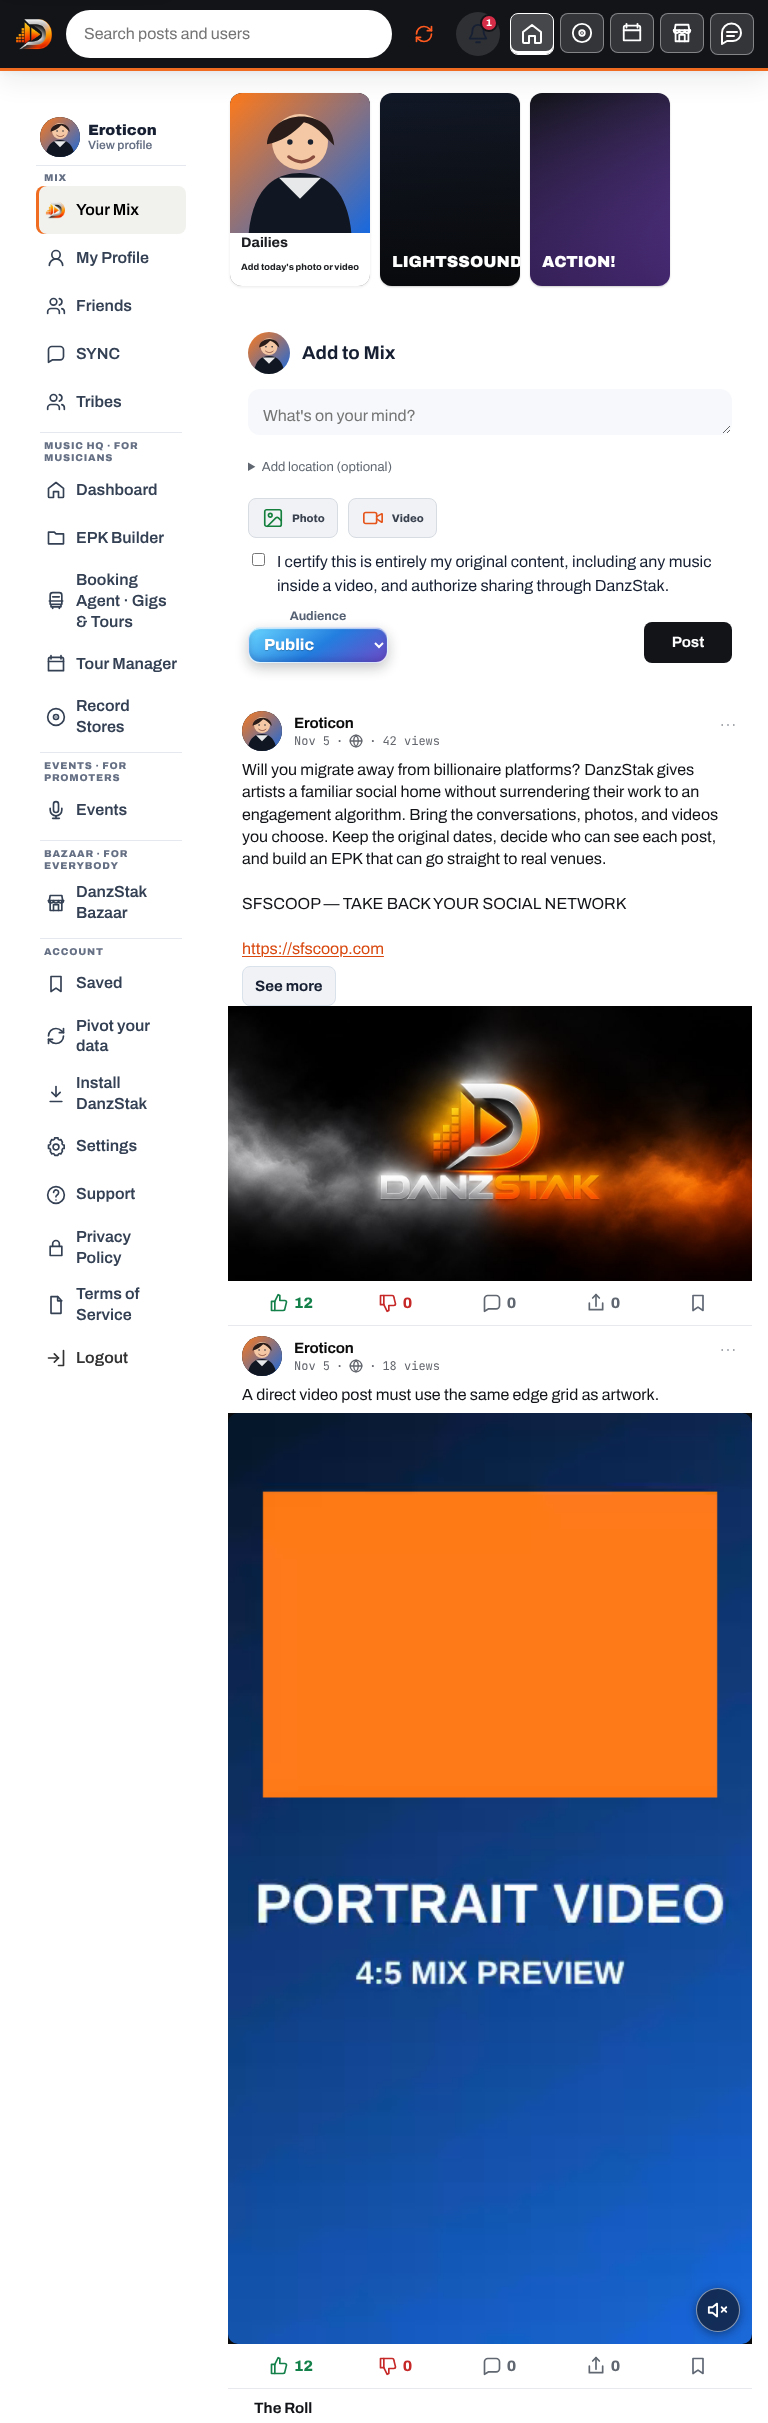 Search posts and users
1
Eroticon
View profile
MIX
Your Mix
My Profile
Friends
SYNC
Tribes
MUSIC HQ · FOR
MUSICIANS
Dashboard
EPK Builder
Booking
Agent · Gigs
& Tours
Tour Manager
Record
Stores
EVENTS · FOR
PROMOTERS
Events
BAZAAR · FOR
EVERYBODY
DanzStak
Bazaar
ACCOUNT
Saved
Pivot your
data
Install
DanzStak
Settings
Support
Privacy
Policy
Terms of
Service
Logout
Dailies
Add today's photo or video
LIGHTSSOUND
ACTION!
Add to Mix
What's on your mind?
Add location (optional)
Photo
Video
I certify this is entirely my original content, including any music
inside a video, and authorize sharing through DanzStak.
Audience
Public
Post
Eroticon
Nov 5 · · 42 views
Will you migrate away from billionaire platforms? DanzStak gives
artists a familiar social home without surrendering their work to an
engagement algorithm. Bring the conversations, photos, and videos
you choose. Keep the original dates, decide who can see each post,
and build an EPK that can go straight to real venues.
SFSCOOP — TAKE BACK YOUR SOCIAL NETWORK
https://sfscoop.com
See more
DANZSTAK
12 0 0 0
Eroticon
Nov 5 · · 18 views
A direct video post must use the same edge grid as artwork.
PORTRAIT VIDEO
4:5 MIX PREVIEW
12 0 0 0
The Roll